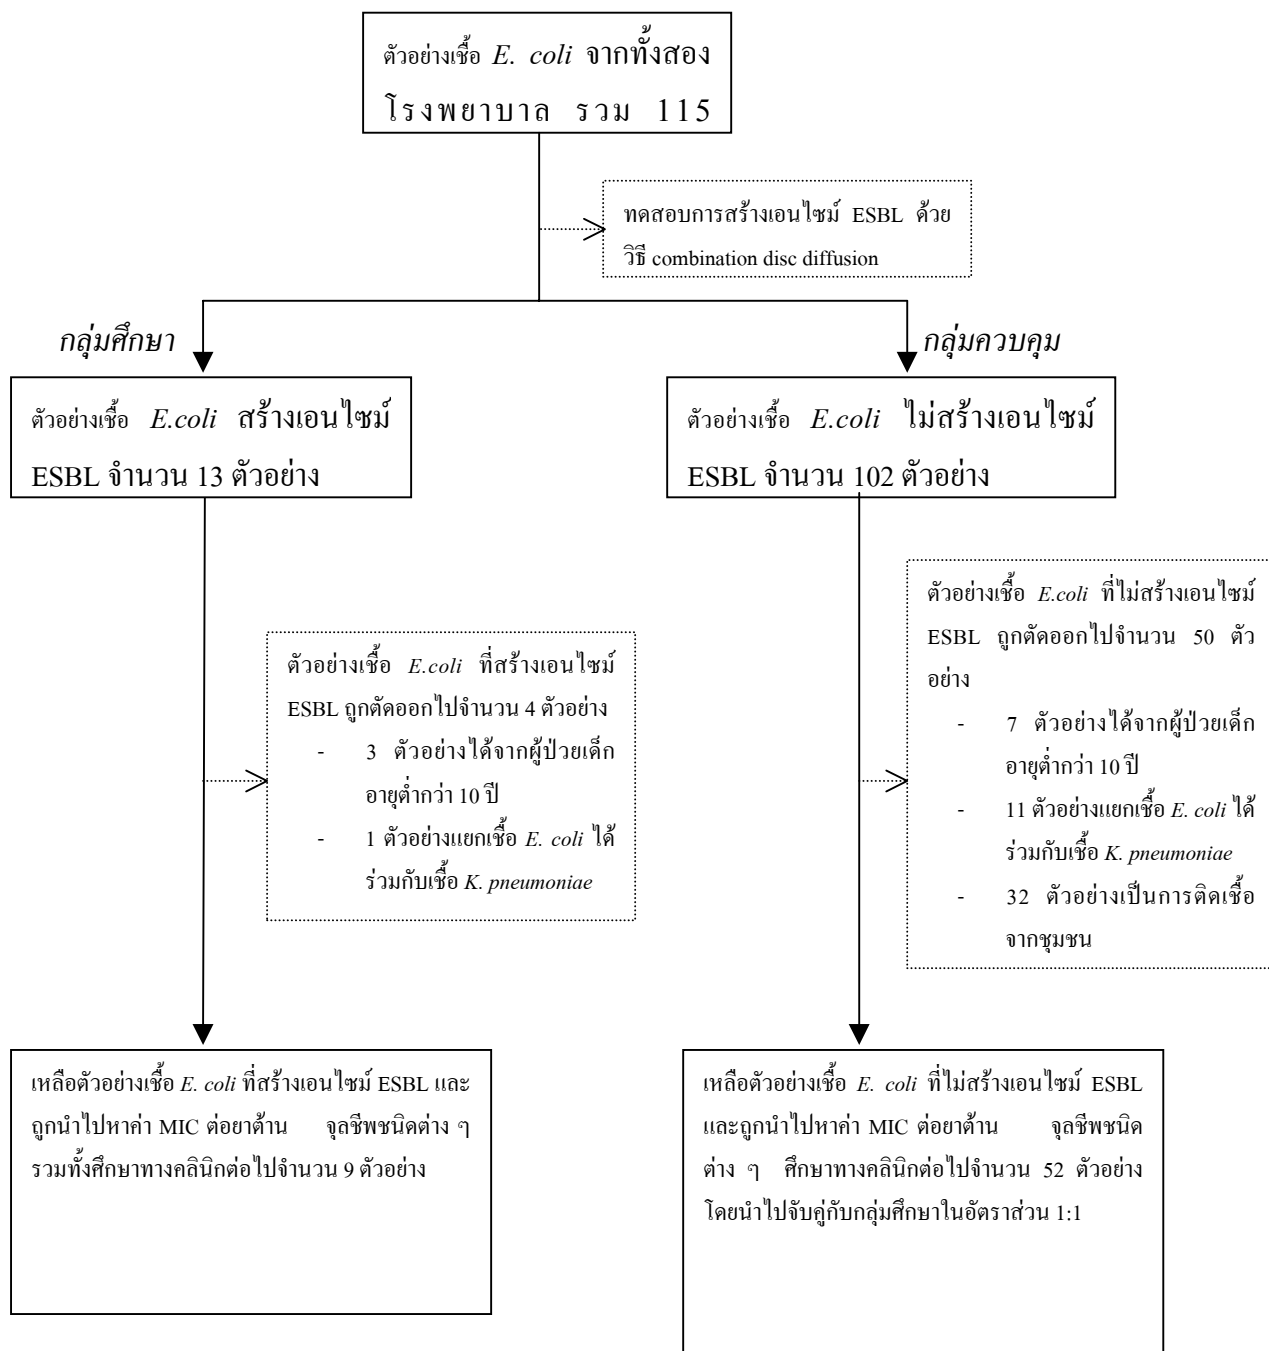 ตัวอย่างเชื้อ E. coli จากทั้งสอง
โรงพยาบาล รวม 115
ทดสอบการสร้างเอนไซม์ ESBL ด้วย
วิธี combination disc diffusion
กลุ่มศึกษา
กลุ่มควบคุม
ตัวอย่างเชื้อ E.coli สร้างเอนไซม์
ESBL จำนวน 13 ตัวอย่าง
ตัวอย่างเชื้อ E.coli ไม่สร้างเอนไซม์
ESBL จำนวน 102 ตัวอย่าง
ตัวอย่างเชื้อ E.coli ที่สร้างเอนไซม์
ESBL ถูกตัดออกไปจำนวน 4 ตัวอย่าง
- 3 ตัวอย่างได้จากผู้ป่วยเด็ก
อายุต่ำกว่า 10 ปี
- 1 ตัวอย่างแยกเชื้อ E. coli ได้
ร่วมกับเชื้อ K. pneumoniae
ตัวอย่างเชื้อ E.coli ที่ไม่สร้างเอนไซม์
ESBL ถูกตัดออกไปจำนวน 50 ตัว
อย่าง
- 7 ตัวอย่างได้จากผู้ป่วยเด็ก
อายุต่ำกว่า 10 ปี
- 11 ตัวอย่างแยกเชื้อ E. coli ได้
ร่วมกับเชื้อ K. pneumoniae
- 32 ตัวอย่างเป็นการติดเชื้อ
จากชุมชน
เหลือตัวอย่างเชื้อ E. coli ที่สร้างเอนไซม์ ESBL และ
ถูกนำไปหาค่า MIC ต่อยาต้าน จุลชีพชนิดต่าง ๆ
รวมทั้งศึกษาทางคลินิกต่อไปจำนวน 9 ตัวอย่าง
เหลือตัวอย่างเชื้อ E. coli ที่ไม่สร้างเอนไซม์ ESBL
และถูกนำไปหาค่า MIC ต่อยาต้าน จุลชีพชนิด
ต่าง ๆ ศึกษาทางคลินิกต่อไปจำนวน 52 ตัวอย่าง
โดยนำไปจับคู่กับกลุ่มศึกษาในอัตราส่วน 1:1